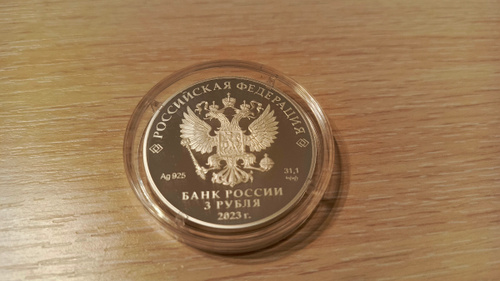 РОССИЙСКАЯ ФЕДЕРАЦИЯ
Ag 925
31,1
БАНК РОССИИ
3 РУБЛЯ
2023 г.